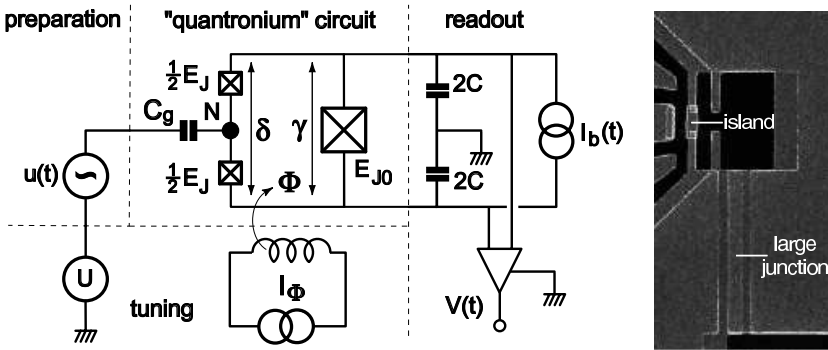 preparation
"quantronium" circuit
readout
½E_J
C_g
N
δ
γ
½E_J
E_J0
Φ
2C
2C
I_b(t)
u(t)
U
tuning
I_Φ
V(t)
island
large
junction